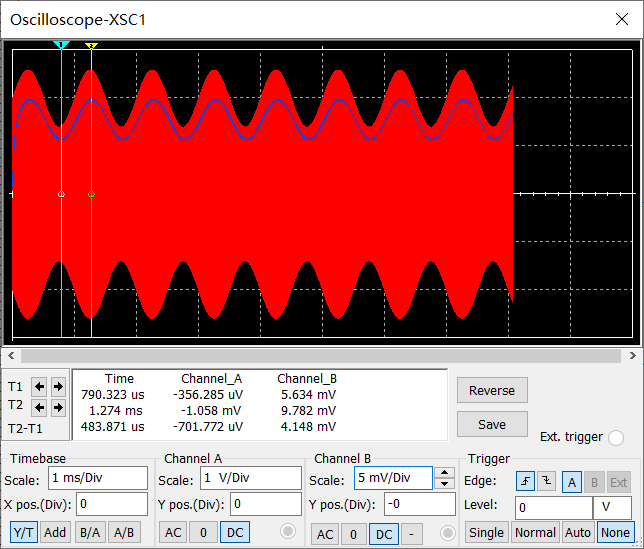 Oscilloscope-XSC1
1
2
T1
T2
T2-T1
Time Channel_A Channel_B
790.323 us -356.285 uV 5.634 mV
1.274 ms -1.058 mV 9.782 mV
483.871 us -701.772 uV 4.148 mV
Reverse
Save
Ext. trigger
Timebase
Scale: 1 ms/Div
X pos.(Div): 0
Y/T Add B/A A/B
Channel A
Scale: 1 V/Div
Y pos.(Div): 0
AC 0 DC
Channel B
Scale: 5 mV/Div
Y pos.(Div): -0
AC 0 DC -
Trigger
Edge: A B Ext
Level: 0 V
Single Normal Auto None